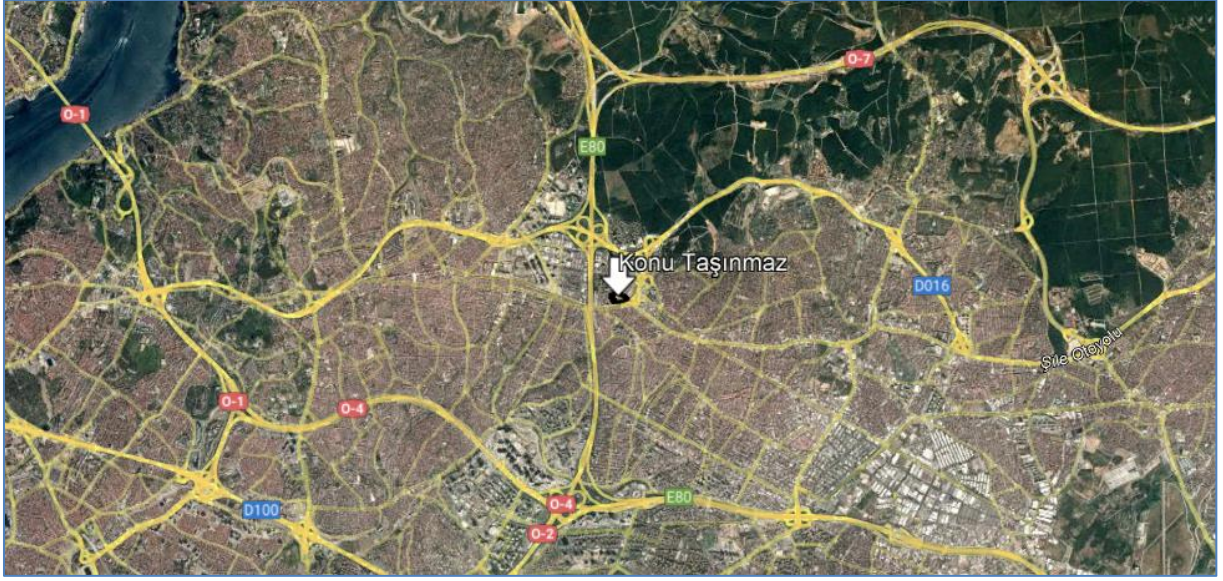 O-7
O-1
E80
Konu Taşınmaz
D016
Şile Otoyolu
O-1
O-4
E80
O-4
D100
O-2